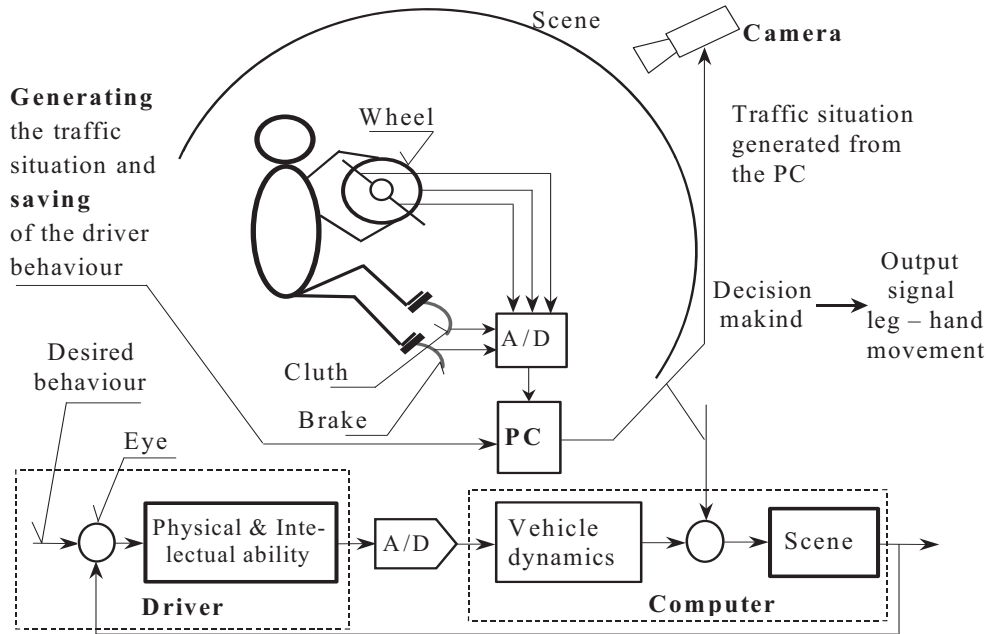 Scene
Camera
Generating
the traffic
situation and
saving
of the driver
behaviour
Wheel
Traffic situation
generated from
the PC
Decision
makind
Output
signal
leg – hand
movement
A/D
Cluth
Brake
PC
Desired
behaviour
Eye
Physical & Inte-
lectual ability
A/D
Vehicle
dynamics
Scene
Driver
Computer